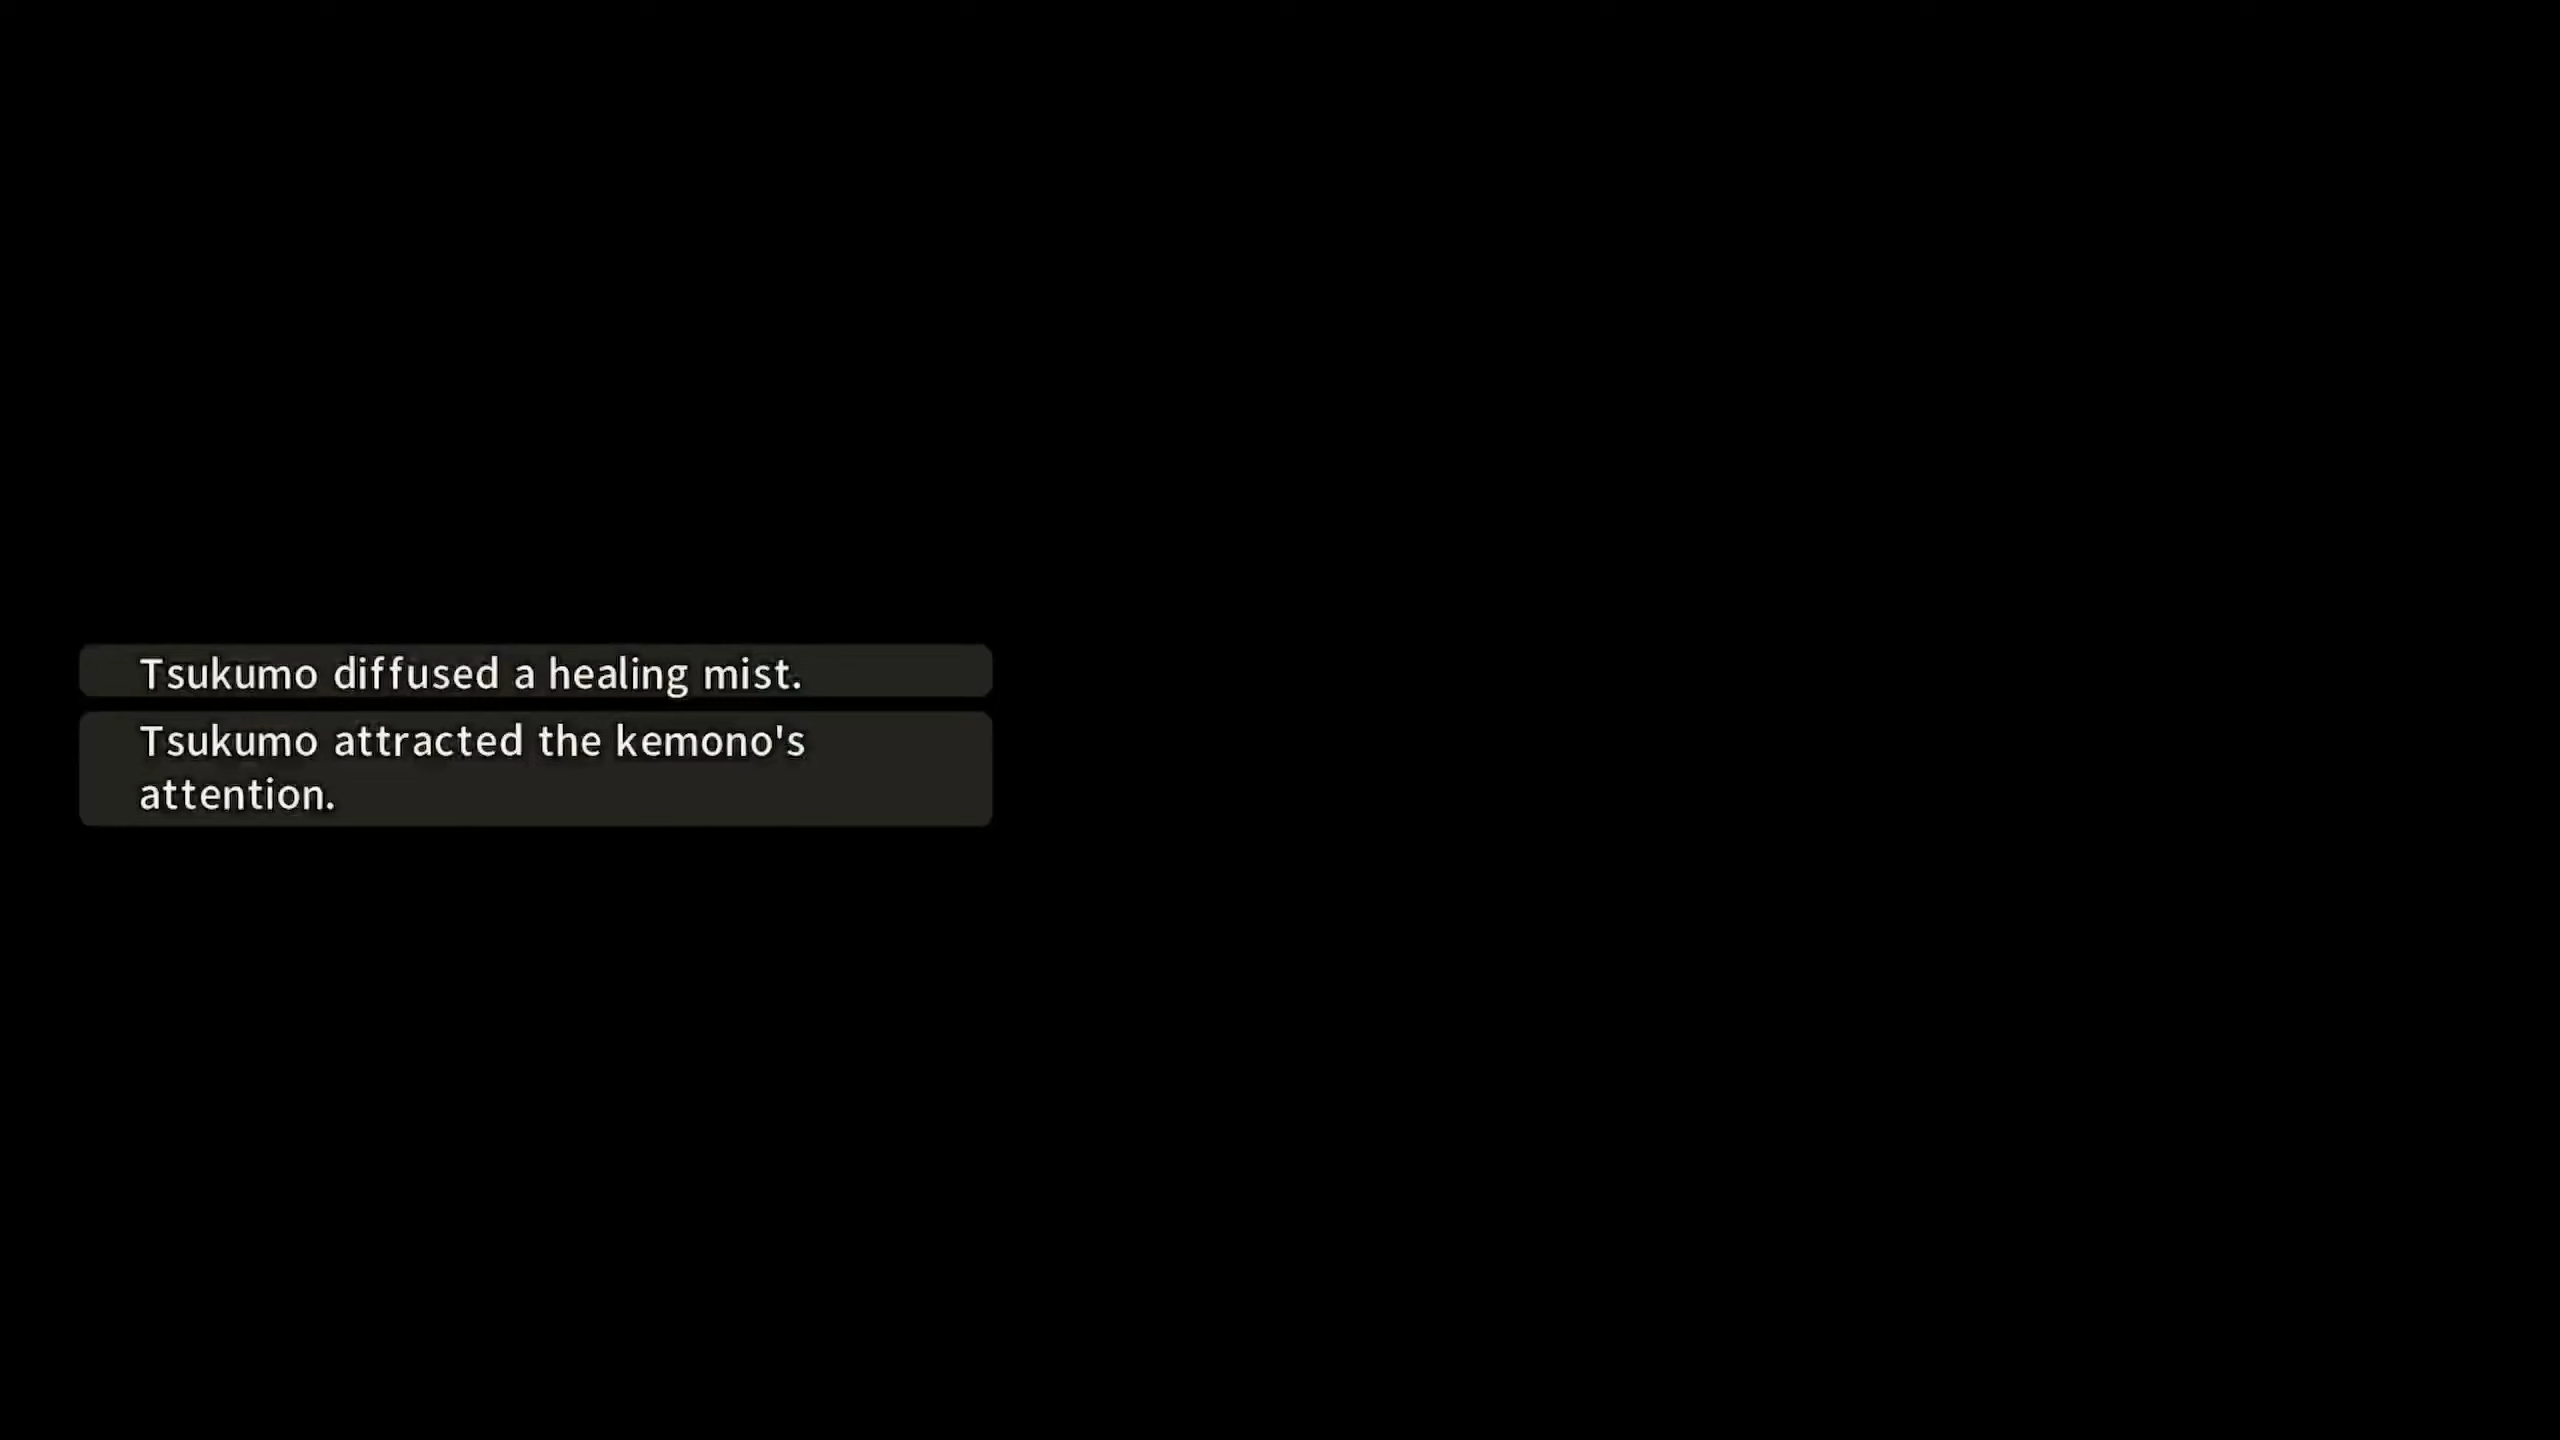 Tsukumo diffused a healing mist.
Tsukumo attracted the kemono's
attention.